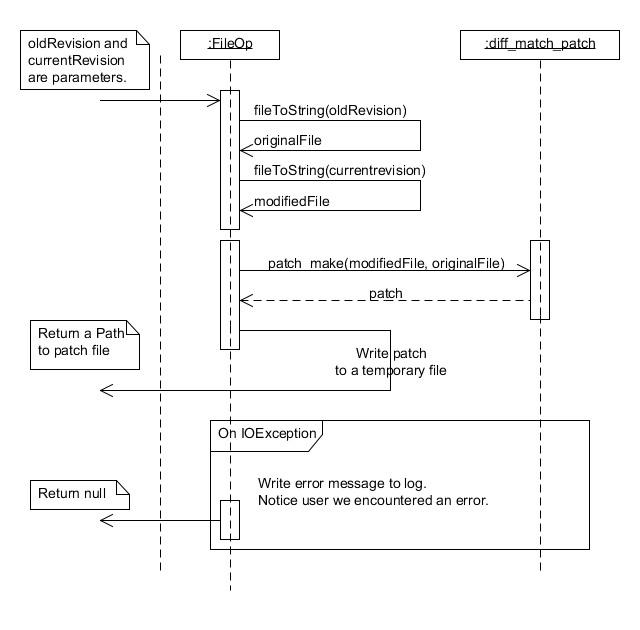 oldRevision and
currentRevision
are parameters.
:FileOp
:diff_match_patch
fileToString(oldRevision)
originalFile
fileToString(currentrevision)
modifiedFile
patch_make(modifiedFile, originalFile)
patch
Return a Path
to patch file
Write patch
to a temporary file
On IOException
Write error message to log.
Notice user we encountered an error.
Return null